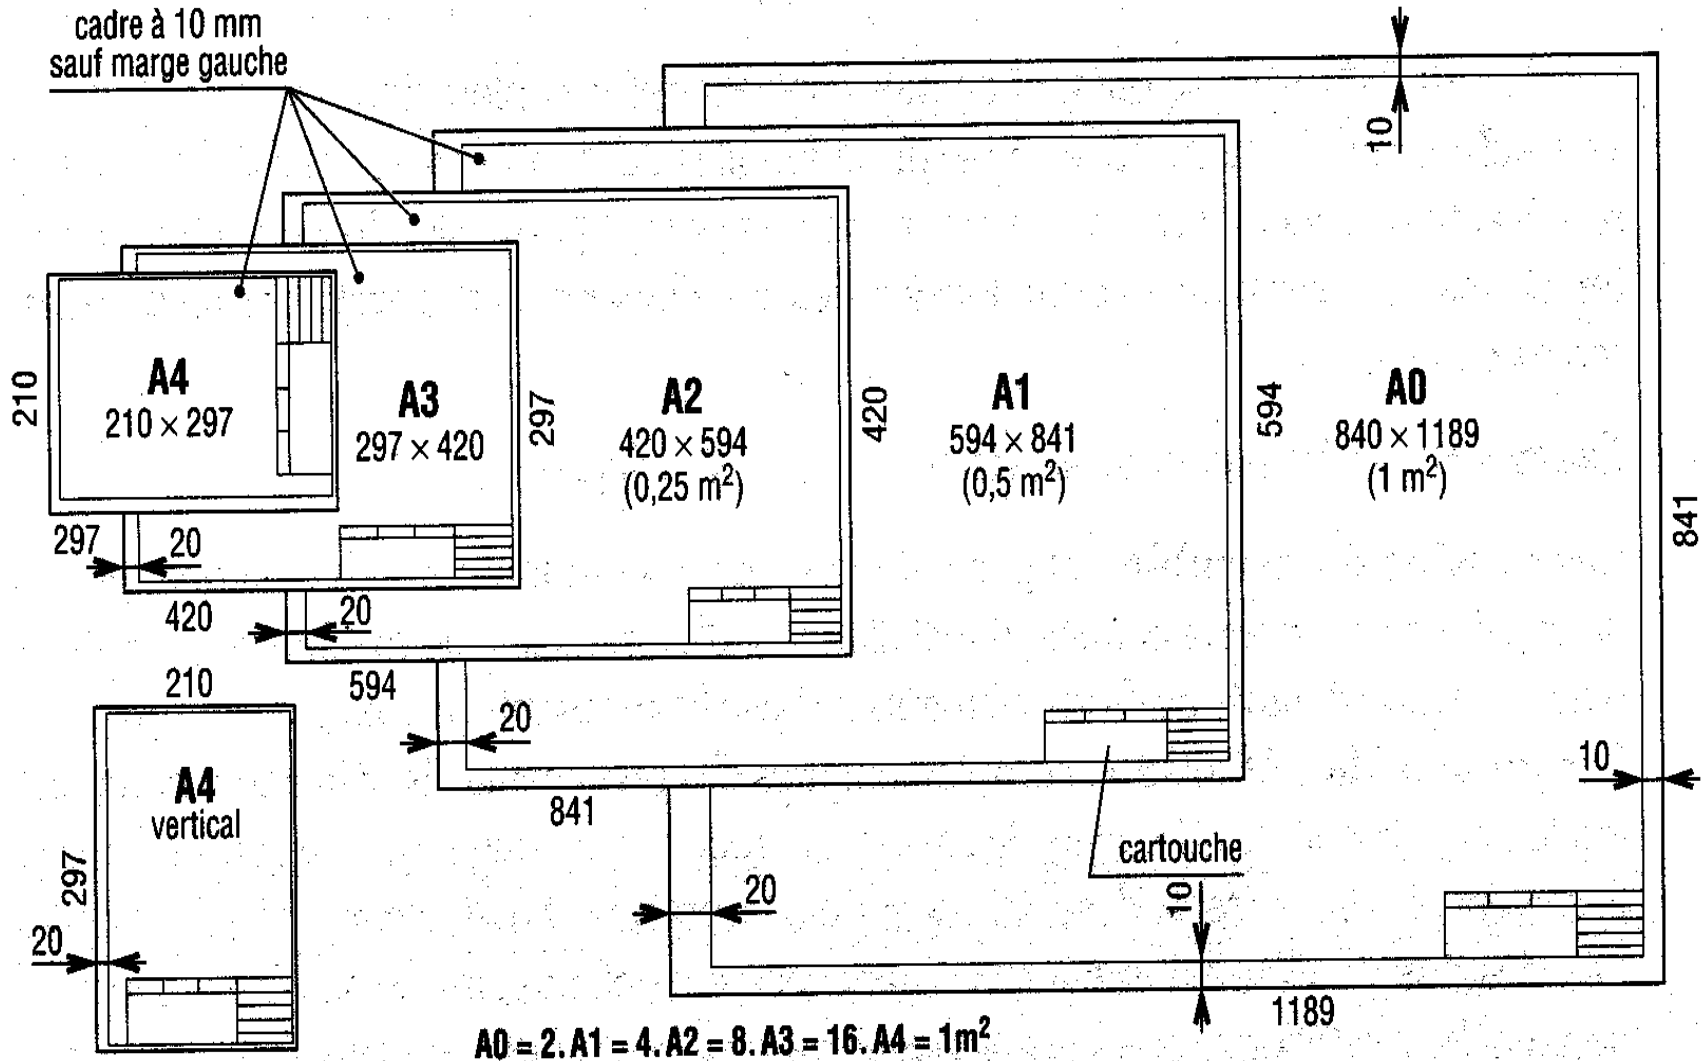 cadre à 10 mm
sauf marge gauche
10
A4
210 × 297
210
297
A3
297 × 420
297
20
420
A2
420 × 594
(0,25 m²)
420
20
594
A1
594 × 841
(0,5 m²)
594
20
841
A0
840 × 1189
(1 m²)
841
10
20
10
1189
cartouche
210
A4
vertical
297
20
A0 = 2. A1 = 4. A2 = 8. A3 = 16. A4 = 1m²